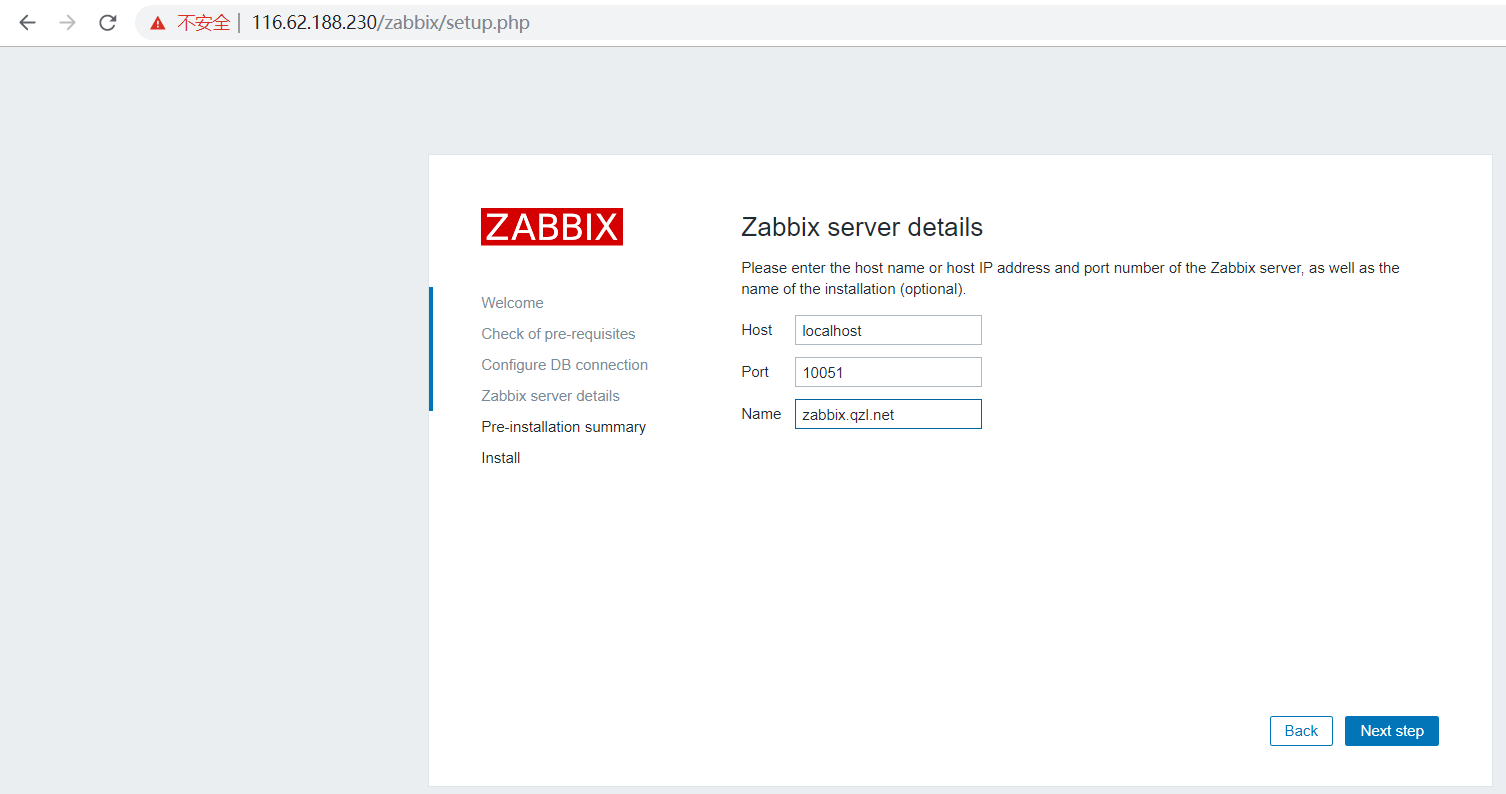 不安全 | 116.62.188.230/zabbix/setup.php
ZABBIX
Welcome
Check of pre-requisites
Configure DB connection
Zabbix server details
Pre-installation summary
Install
Zabbix server details
Please enter the host name or host IP address and port number of the Zabbix server, as well as the
name of the installation (optional).
Host localhost
Port 10051
Name zabbix.qzl.net
Back Next step